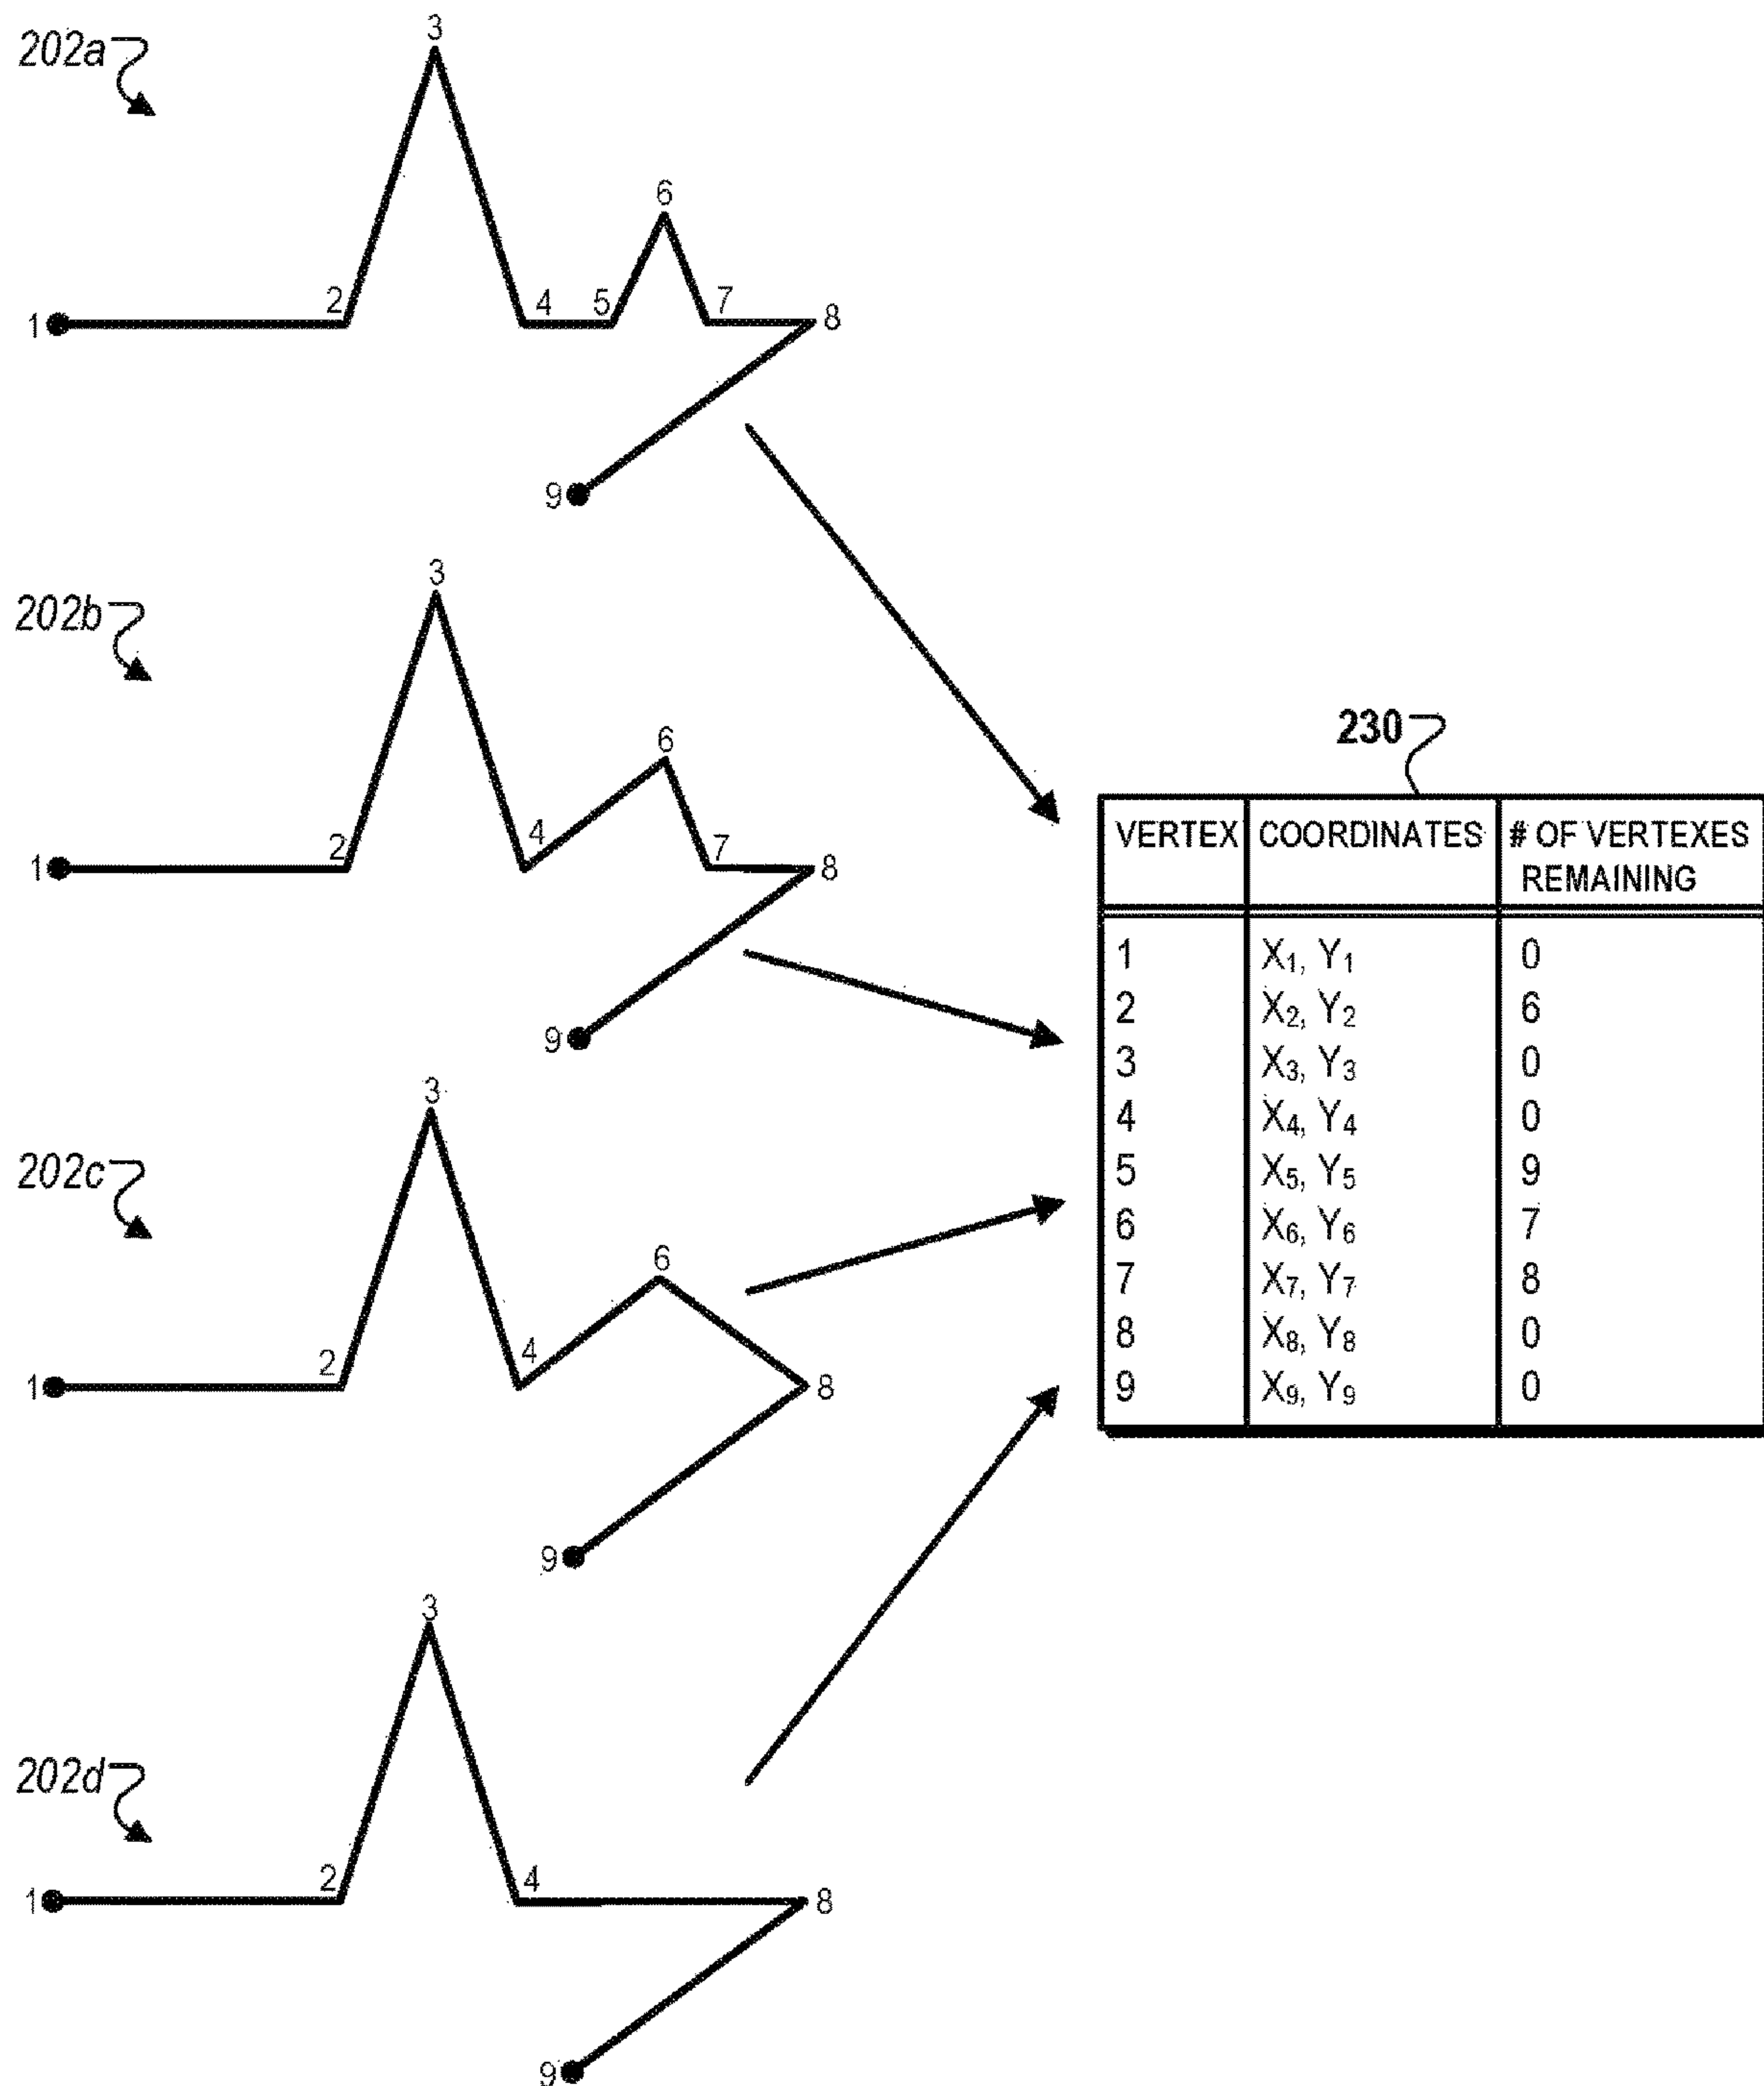 202a
3
6
2
4
5
7
1
8
9
202b
3
6
2
4
7
1
8
9
202c
3
6
2
4
1
8
9
202d
3
2
4
1
8
9
230
VERTEX COORDINATES # OF VERTEXES
REMAINING
1 X₁, Y₁ 0
2 X₂, Y₂ 6
3 X₃, Y₃ 0
4 X₄, Y₄ 0
5 X₅, Y₅ 9
6 X₆, Y₆ 7
7 X₇, Y₇ 8
8 X₈, Y₈ 0
9 X₉, Y₉ 0